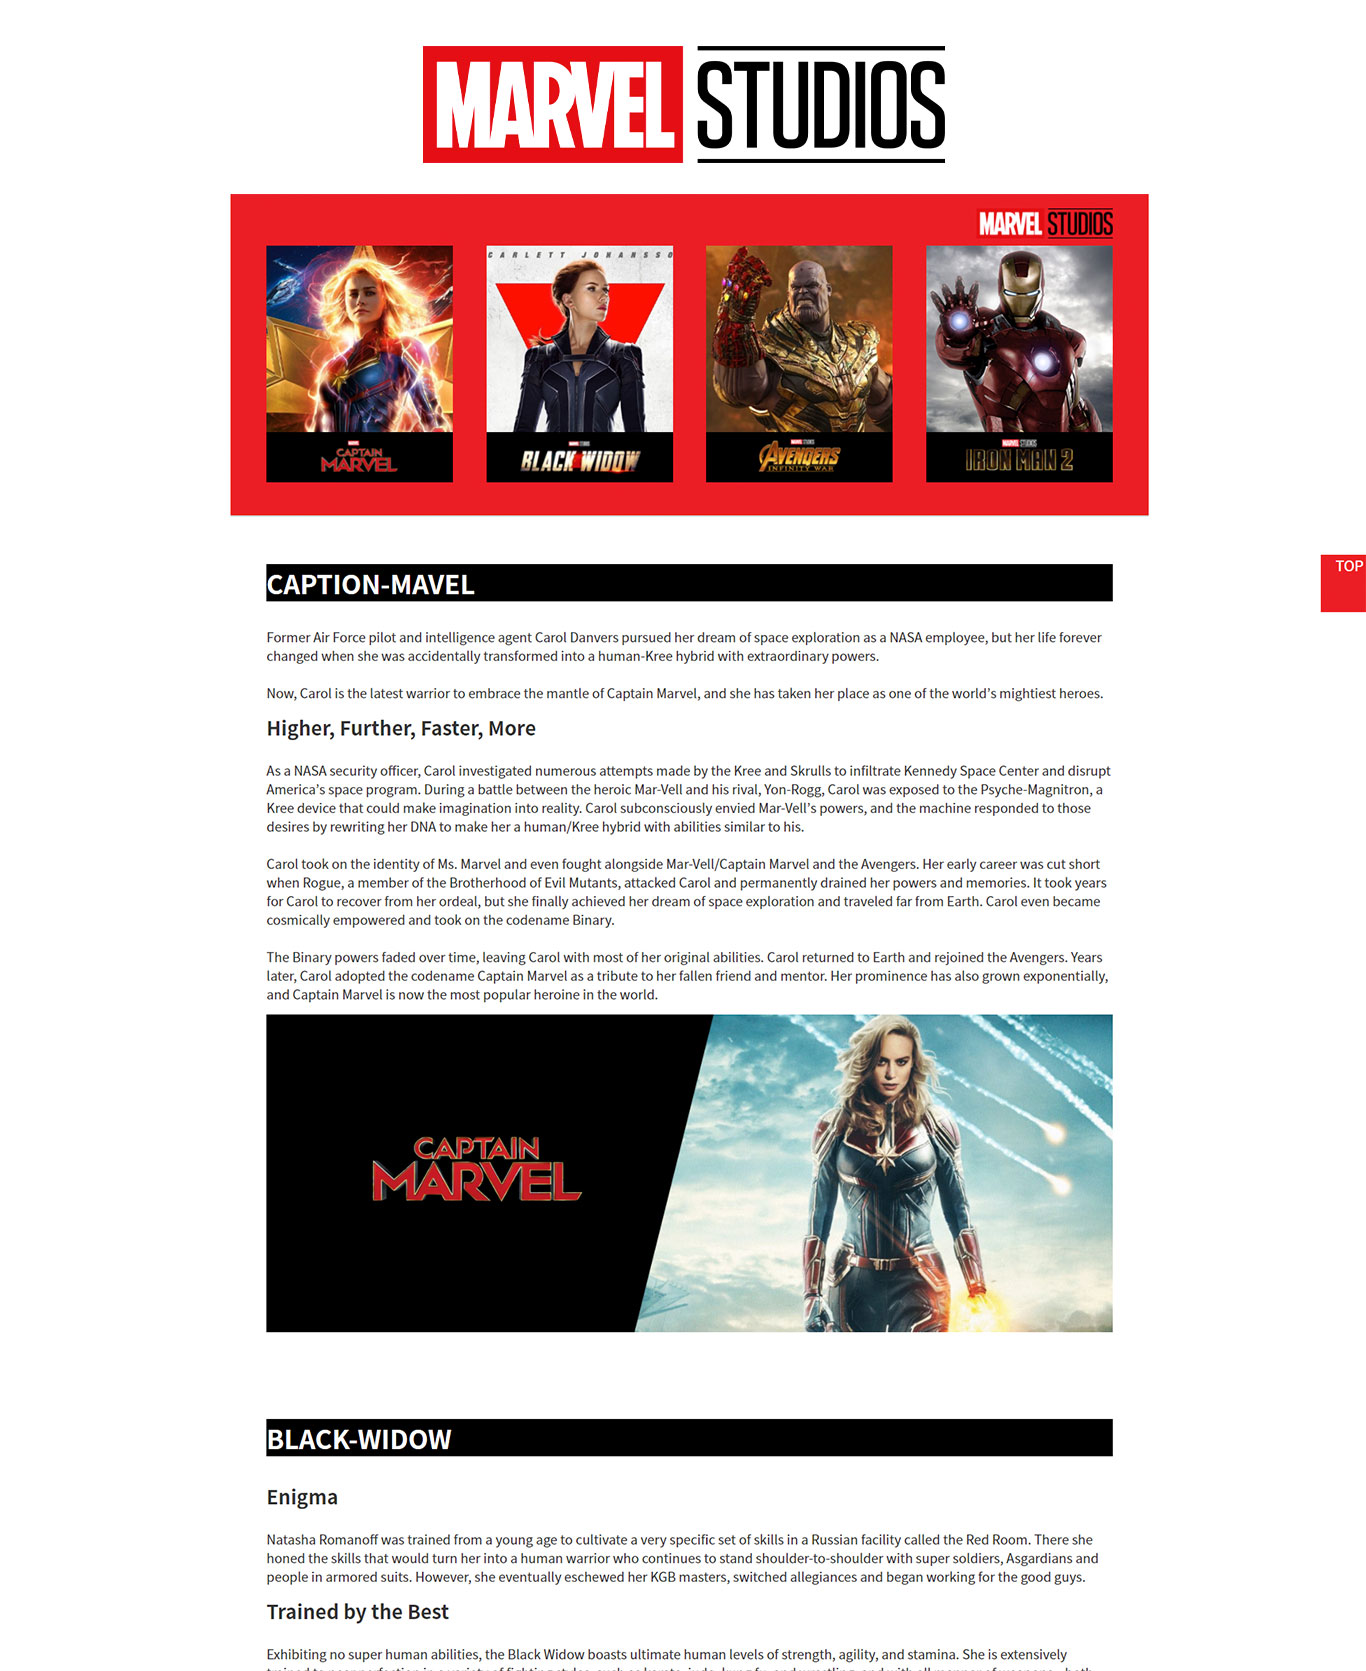 MARVEL STUDIOS
MARVEL STUDIOS
CARLETT JOHANSSO
MARVEL
CAPTAIN
MARVEL
MARVEL STUDIOS
BLACK WIDOW
MARVEL STUDIOS
AVENGERS
INFINITY WAR
MARVEL STUDIOS
IRON MAN 2
TOP
CAPTION-MAVEL
Former Air Force pilot and intelligence agent Carol Danvers pursued her dream of space exploration as a NASA employee, but her life forever
changed when she was accidentally transformed into a human-Kree hybrid with extraordinary powers.
Now, Carol is the latest warrior to embrace the mantle of Captain Marvel, and she has taken her place as one of the world’s mightiest heroes.
Higher, Further, Faster, More
As a NASA security officer, Carol investigated numerous attempts made by the Kree and Skrulls to infiltrate Kennedy Space Center and disrupt
America’s space program. During a battle between the heroic Mar-Vell and his rival, Yon-Rogg, Carol was exposed to the Psyche-Magnitron, a
Kree device that could make imagination into reality. Carol subconsciously envied Mar-Vell’s powers, and the machine responded to those
desires by rewriting her DNA to make her a human/Kree hybrid with abilities similar to his.
Carol took on the identity of Ms. Marvel and even fought alongside Mar-Vell/Captain Marvel and the Avengers. Her early career was cut short
when Rogue, a member of the Brotherhood of Evil Mutants, attacked Carol and permanently drained her powers and memories. It took years
for Carol to recover from her ordeal, but she finally achieved her dream of space exploration and traveled far from Earth. Carol even became
cosmically empowered and took on the codename Binary.
The Binary powers faded over time, leaving Carol with most of her original abilities. Carol returned to Earth and rejoined the Avengers. Years
later, Carol adopted the codename Captain Marvel as a tribute to her fallen friend and mentor. Her prominence has also grown exponentially,
and Captain Marvel is now the most popular heroine in the world.
CAPTAIN
MARVEL
BLACK-WIDOW
Enigma
Natasha Romanoff was trained from a young age to cultivate a very specific set of skills in a Russian facility called the Red Room. There she
honed the skills that would turn her into a human warrior who continues to stand shoulder-to-shoulder with super soldiers, Asgardians and
people in armored suits. However, she eventually eschewed her KGB masters, switched allegiances and began working for the good guys.
Trained by the Best
Exhibiting no super human abilities, the Black Widow boasts ultimate human levels of strength, agility, and stamina. She is extensively